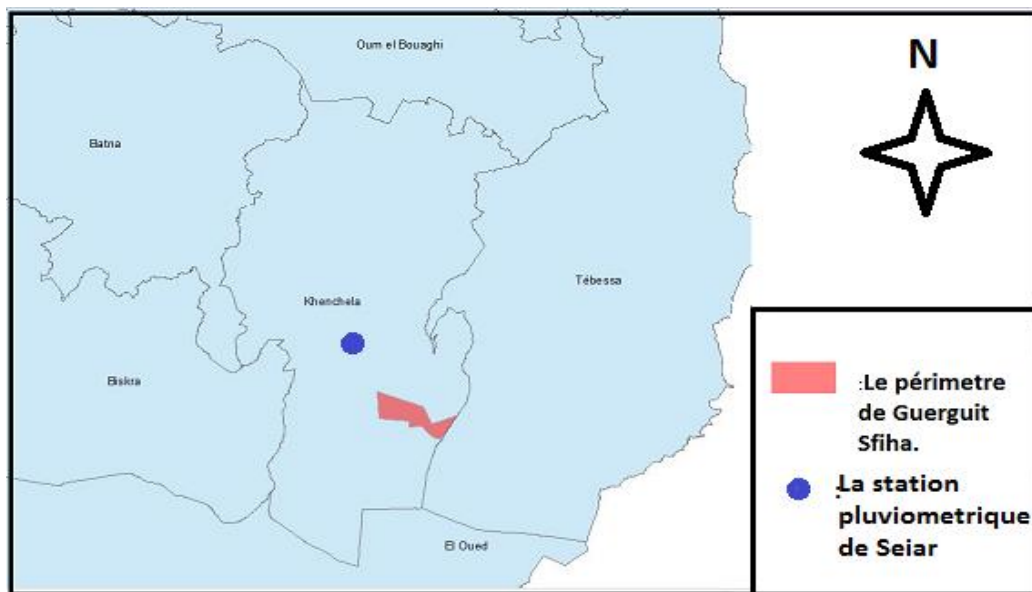 Oum el Bouaghi
N
Batna
Tébessa
Khenchela
Biskra
El Oued
:Le périmetre
de Guerguit
Sfiha.
:La station
pluviometrique
de Seiar